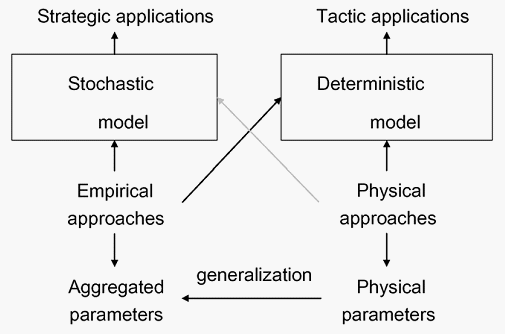 Strategic applications
Tactic applications
Stochastic
model
Deterministic
model
Empirical
approaches
Physical
approaches
generalization
Aggregated
parameters
Physical
parameters